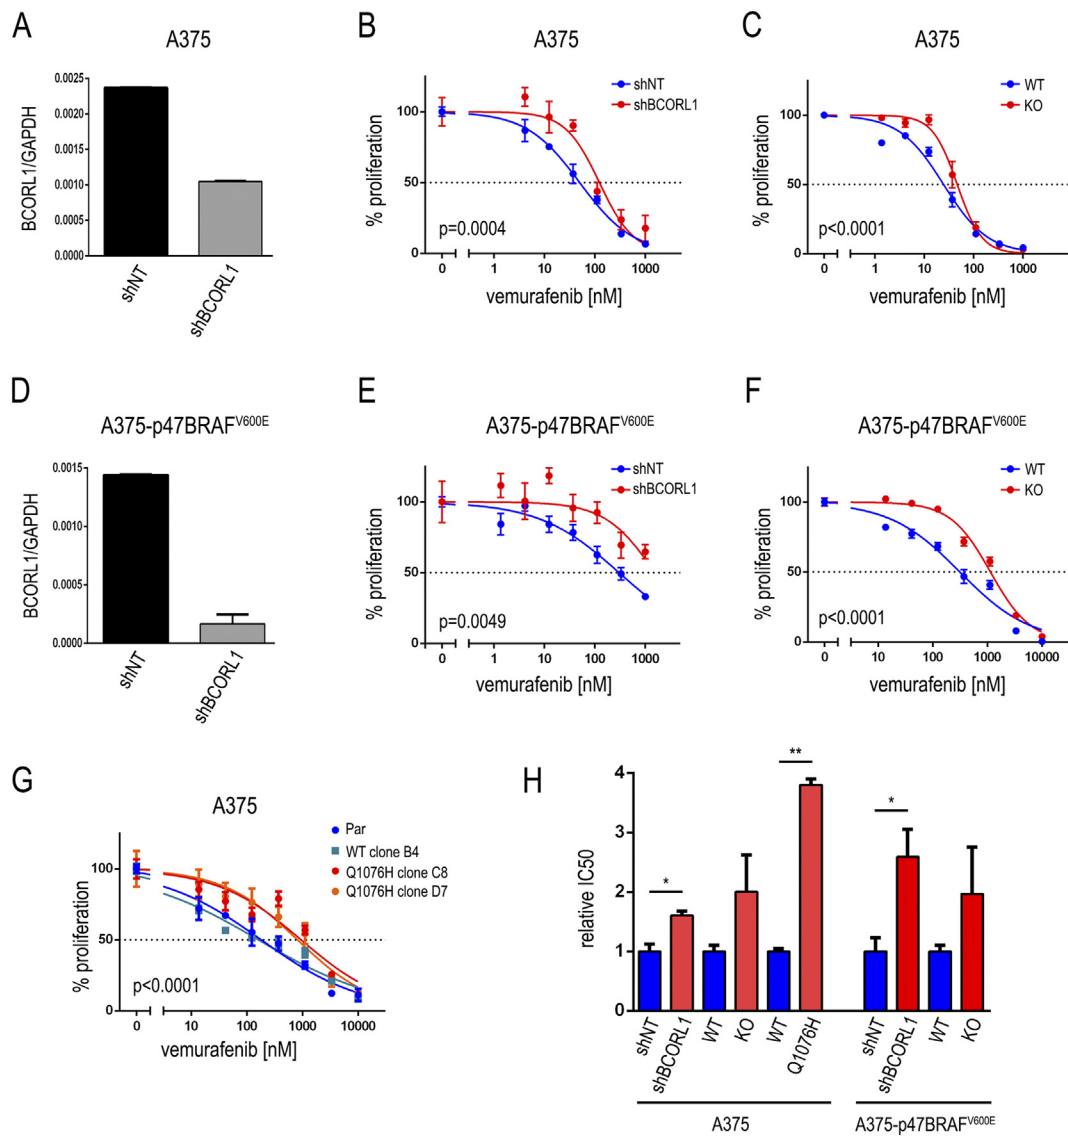 A
A375
BCORL1/GAPDH
0.0025
0.0020
0.0015
0.0010
0.0005
0.0000
shNT
shBCORL1
B
A375
shNT
shBCORL1
% proliferation
100
50
0
p=0.0004
0 1 10 100 1000
vemurafenib [nM]
C
A375
WT
KO
% proliferation
100
50
0
p<0.0001
0 1 10 100 1000
vemurafenib [nM]
D
A375-p47BRAFV600E
BCORL1/GAPDH
0.0015
0.0010
0.0005
0.0000
shNT
shBCORL1
E
A375-p47BRAFV600E
shNT
shBCORL1
% proliferation
100
50
0
p=0.0049
0 1 10 100 1000
vemurafenib [nM]
F
A375-p47BRAFV600E
WT
KO
% proliferation
100
50
0
p<0.0001
0 10 100 1000 10000
vemurafenib [nM]
G
A375
Par
WT clone B4
Q1076H clone C8
Q1076H clone D7
% proliferation
100
50
0
p<0.0001
0 10 100 1000 10000
vemurafenib [nM]
H
relative IC50
4
3
2
1
0
*
**
*
shNT
shBCORL1
WT
KO
WT
Q1076H
shNT
shBCORL1
WT
KO
A375
A375-p47BRAFV600E